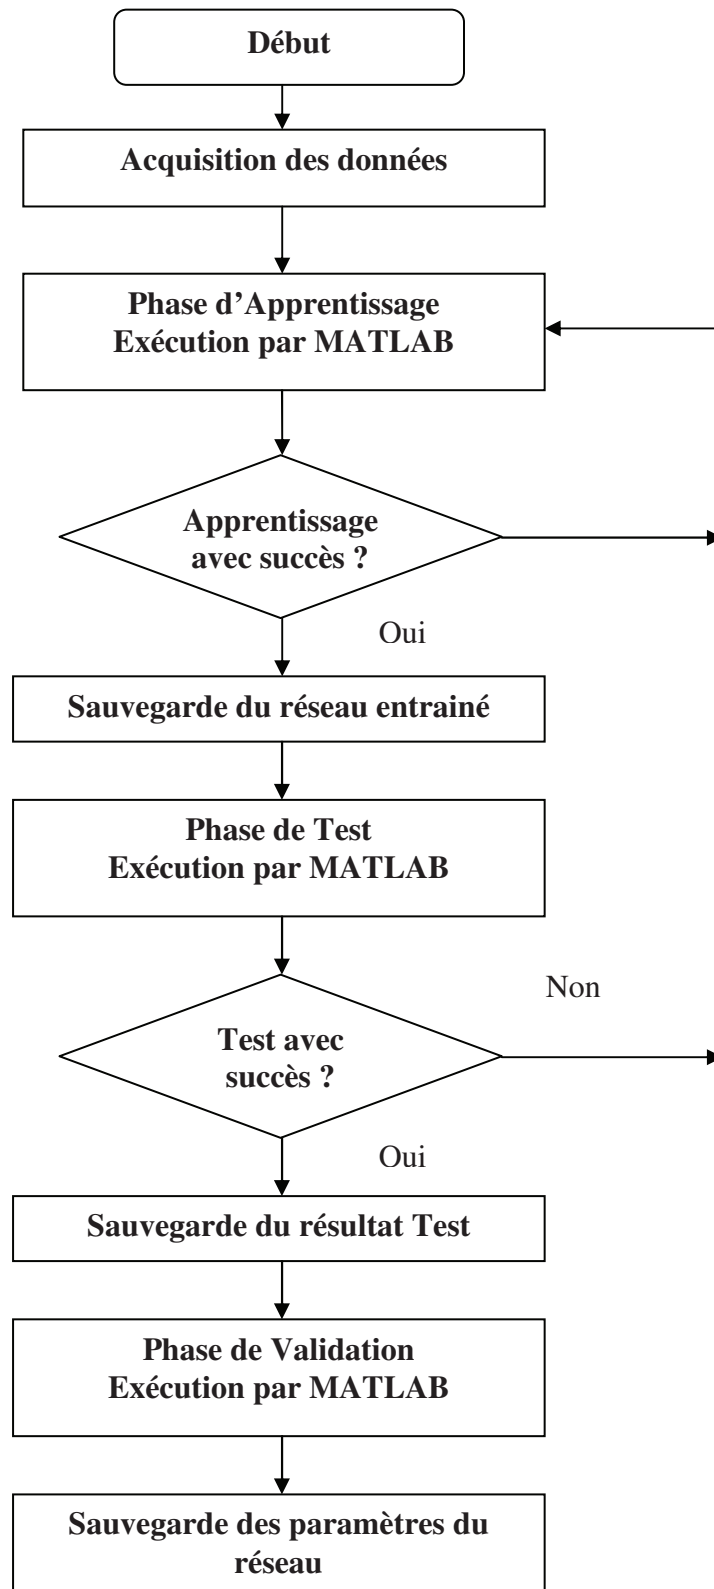 Début
Acquisition des données
Phase d’Apprentissage
Exécution par MATLAB
Apprentissage
avec succès ?
Oui
Sauvegarde du réseau entrainé
Phase de Test
Exécution par MATLAB
Non
Test avec
succès ?
Oui
Sauvegarde du résultat Test
Phase de Validation
Exécution par MATLAB
Sauvegarde des paramètres du
réseau